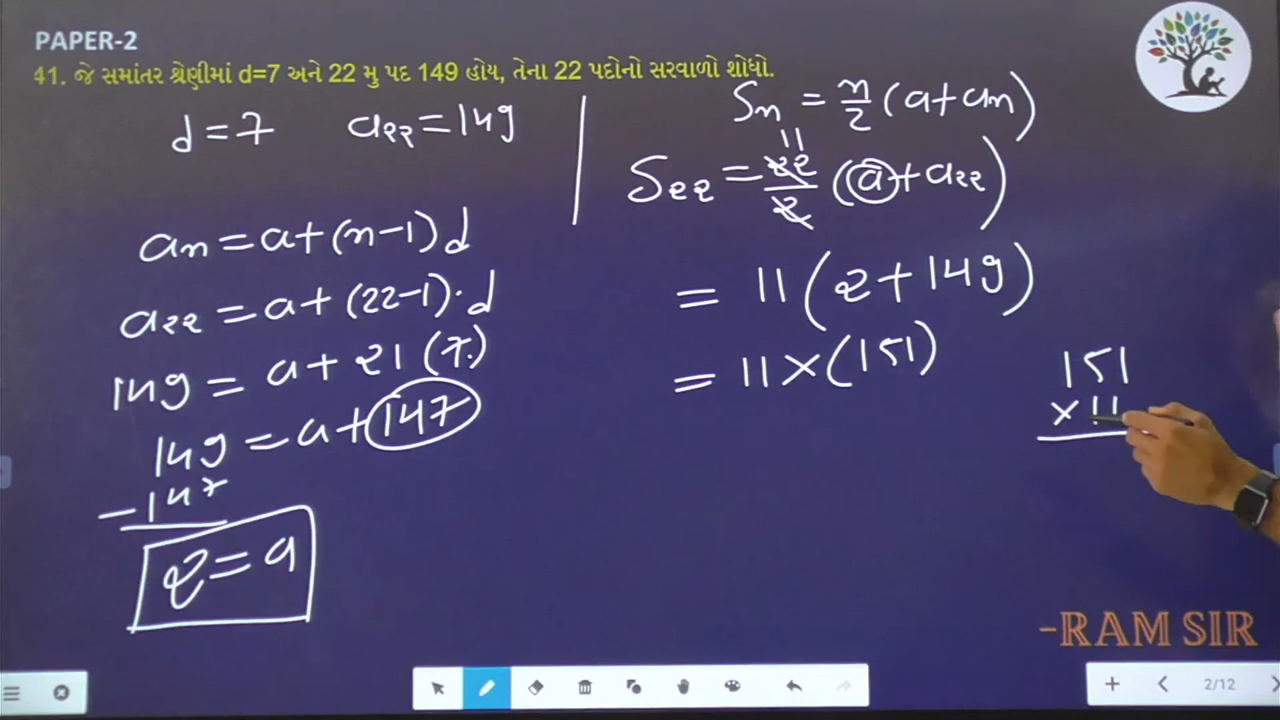 PAPER-2
41. જે સમાંતર શ્રેણીમાં d=7 અને 22 મુ પદ 149 હોય, તેના 22 પદોનો સરવાળો શોધો.
d = 7 a₂₂ = 149
aₙ = a + (n-1) d
a₂₂ = a + (22-1)·d
149 = a + 21 (7.)
149 = a + 147
-147
2 = a
Sₙ = n/2 (a + aₙ)
11
S₂₂ = 22/2 (a + a₂₂)
= 11 (2 + 149)
= 11 × (151)
151
× 11
-RAM SIR
2/12